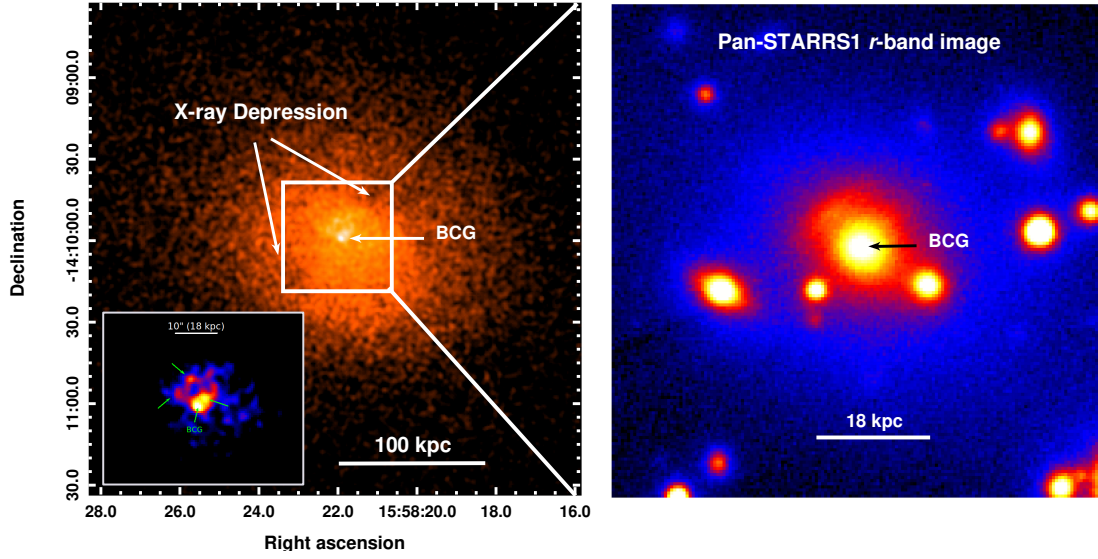 X-ray Depression
BCG
10" (18 kpc)
BCG
100 kpc
Declination
09:00.0
30.0
-14:10:00.0
30.0
11:00.0
30.0
28.0
26.0
24.0
22.0
15:58:20.0
18.0
16.0
Right ascension
Pan-STARRS1 r-band image
BCG
18 kpc